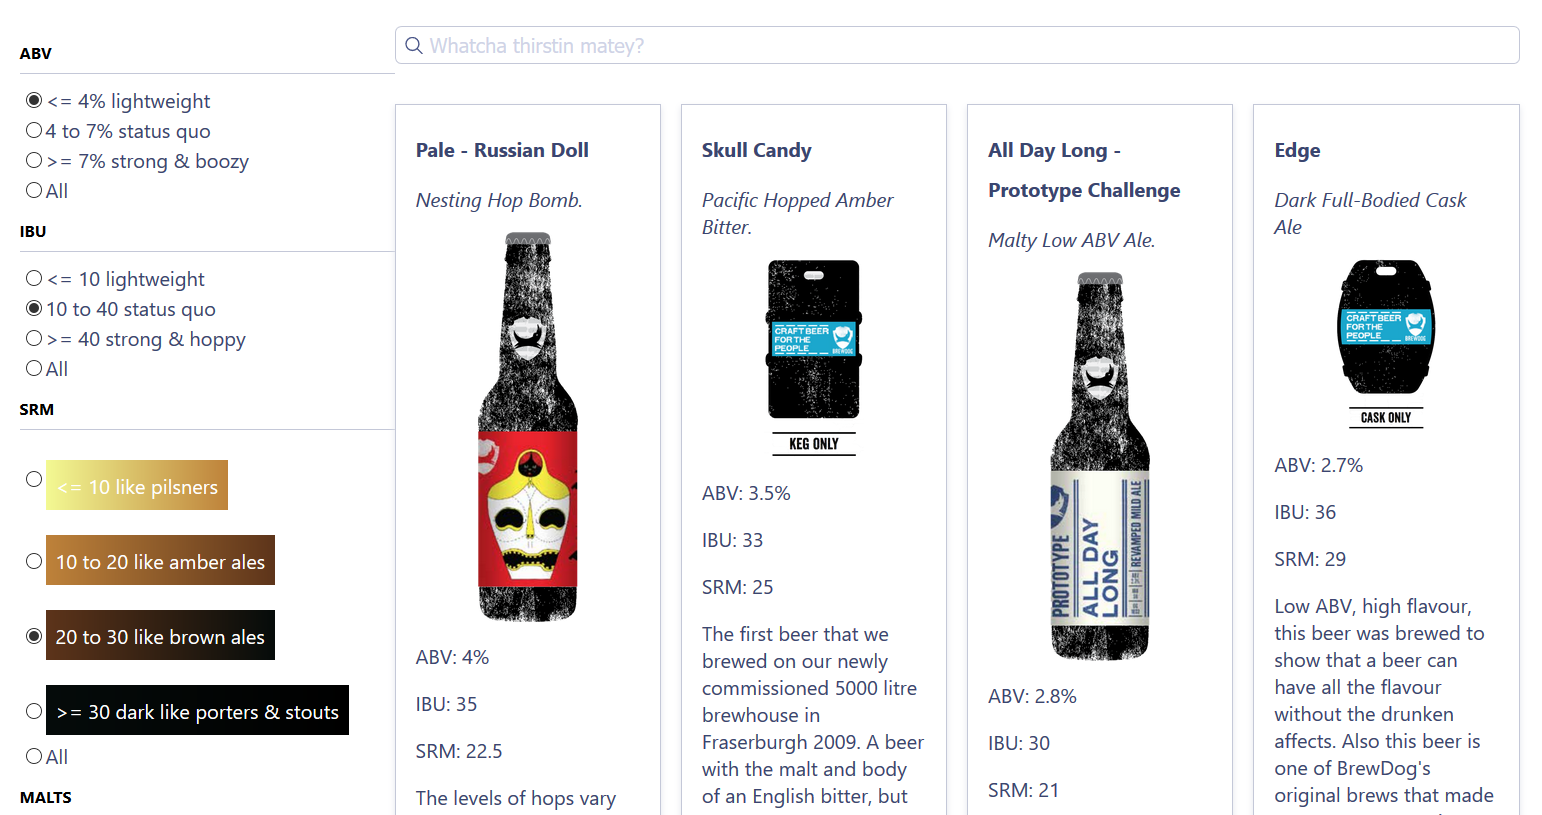 Whatcha thirstin matey?
ABV
<= 4% lightweight
4 to 7% status quo
>= 7% strong & boozy
All
IBU
<= 10 lightweight
10 to 40 status quo
>= 40 strong & hoppy
All
SRM
<= 10 like pilsners
10 to 20 like amber ales
20 to 30 like brown ales
>= 30 dark like porters & stouts
All
MALTS
Pale - Russian Doll
Nesting Hop Bomb.
ABV: 4%
IBU: 35
SRM: 22.5
The levels of hops vary
Skull Candy
Pacific Hopped Amber
Bitter.
CRAFT BEER
FOR THE
PEOPLE
BREWDOG
KEG ONLY
ABV: 3.5%
IBU: 33
SRM: 25
The first beer that we
brewed on our newly
commissioned 5000 litre
brewhouse in
Fraserburgh 2009. A beer
with the malt and body
of an English bitter, but
All Day Long -
Prototype Challenge
Malty Low ABV Ale.
PROTOTYPE
ALL DAY
LONG
REVAMPED MILD ALE
ABV: 2.8%
IBU: 30
SRM: 21
Edge
Dark Full-Bodied Cask
Ale
CRAFT BEER
FOR THE
PEOPLE
BREWDOG
CASK ONLY
ABV: 2.7%
IBU: 36
SRM: 29
Low ABV, high flavour,
this beer was brewed to
show that a beer can
have all the flavour
without the drunken
affects. Also this beer is
one of BrewDog's
original brews that made